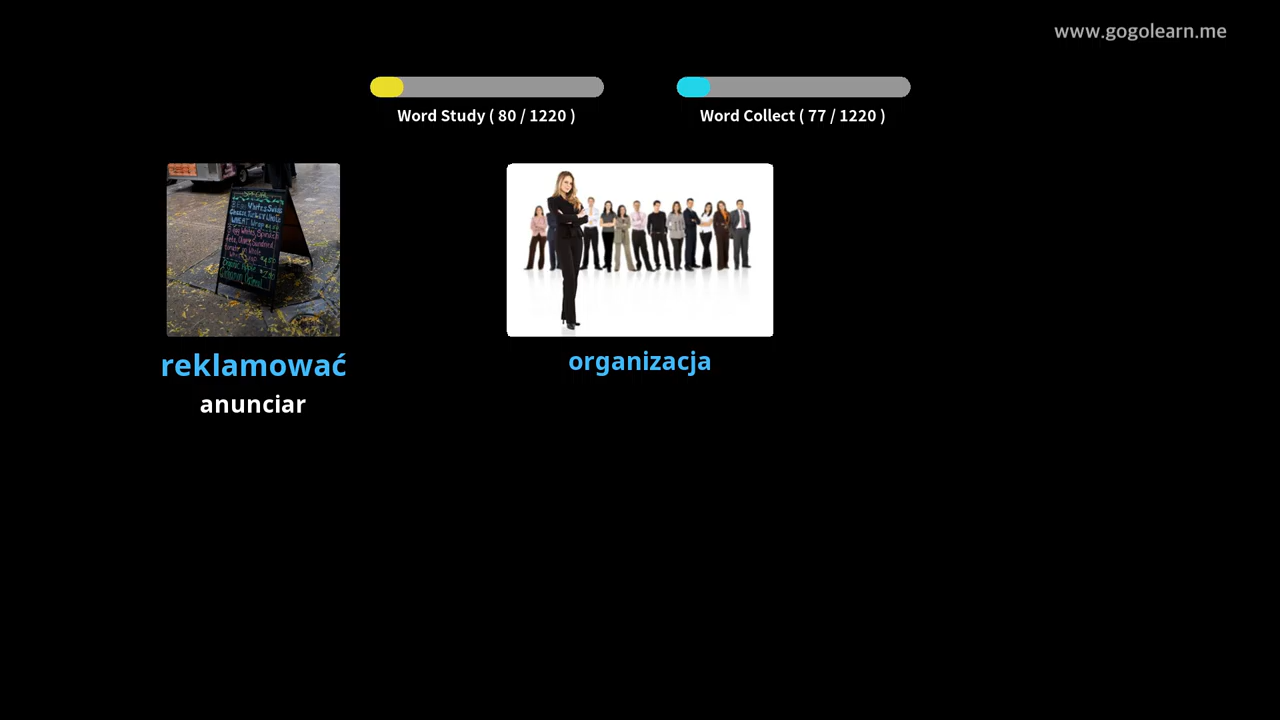 www.gogolearn.me
Word Study ( 80 / 1220 )
Word Collect ( 77 / 1220 )
reklamować
anunciar
organizacja